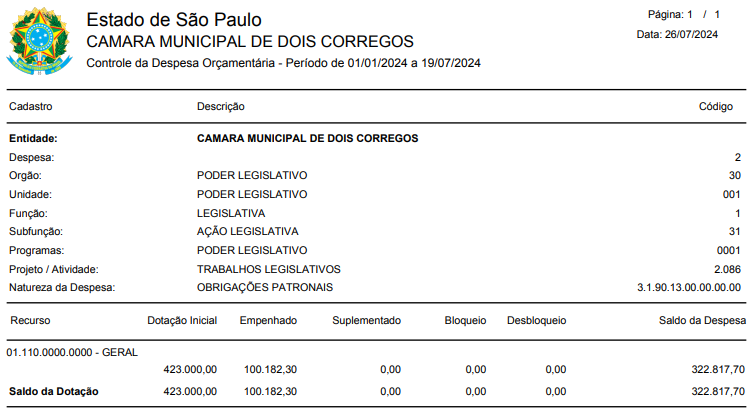 Estado de São Paulo
Página: 1 / 1
CAMARA MUNICIPAL DE DOIS CORREGOS
Data: 26/07/2024
Controle da Despesa Orçamentária - Período de 01/01/2024 a 19/07/2024
Cadastro Descrição Código
Entidade: CAMARA MUNICIPAL DE DOIS CORREGOS
Despesa: 2
Orgão: PODER LEGISLATIVO 30
Unidade: PODER LEGISLATIVO 001
Função: LEGISLATIVA 1
Subfunção: AÇÃO LEGISLATIVA 31
Programas: PODER LEGISLATIVO 0001
Projeto / Atividade: TRABALHOS LEGISLATIVOS 2.086
Natureza da Despesa: OBRIGAÇÕES PATRONAIS 3.1.90.13.00.00.00.00
Recurso Dotação Inicial Empenhado Suplementado Bloqueio Desbloqueio Saldo da Despesa
01.110.0000.0000 - GERAL
423.000,00 100.182,30 0,00 0,00 0,00 322.817,70
Saldo da Dotação 423.000,00 100.182,30 0,00 0,00 0,00 322.817,70